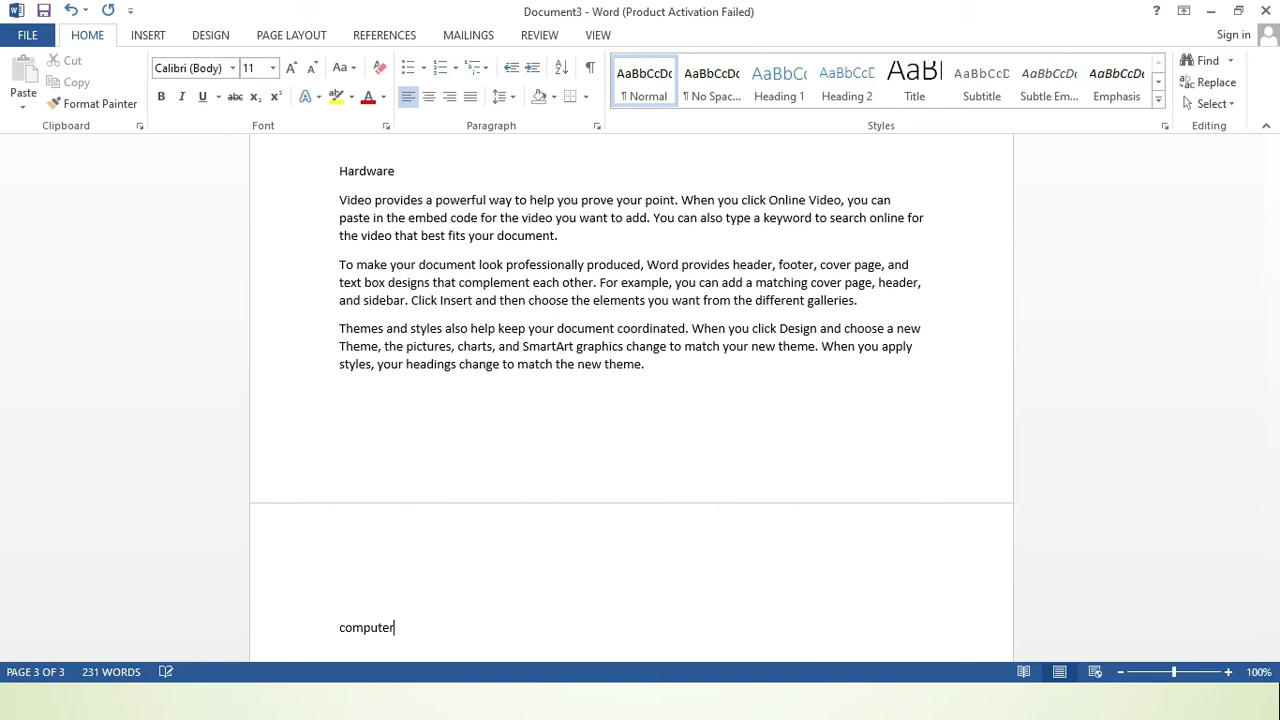 Document3 - Word (Product Activation Failed)
?
FILE HOME INSERT DESIGN PAGE LAYOUT REFERENCES MAILINGS REVIEW VIEW Sign in
Paste
Cut
Copy
Format Painter
Calibri (Body) 11 Aa
B I U abc x₂ x² A A
AaBbCcDc AaBbCcDc AaBbCc AaBbCcD AaBl AaBbCcD AaBbCcDc AaBbCcDc
¶ Normal ¶ No Spac... Heading 1 Heading 2 Title Subtitle Subtle Em... Emphasis
Find
Replace
Select
Clipboard Font Paragraph Styles Editing
Hardware
Video provides a powerful way to help you prove your point. When you click Online Video, you can
paste in the embed code for the video you want to add. You can also type a keyword to search online for
the video that best fits your document.
To make your document look professionally produced, Word provides header, footer, cover page, and
text box designs that complement each other. For example, you can add a matching cover page, header,
and sidebar. Click Insert and then choose the elements you want from the different galleries.
Themes and styles also help keep your document coordinated. When you click Design and choose a new
Theme, the pictures, charts, and SmartArt graphics change to match your new theme. When you apply
styles, your headings change to match the new theme.
computer
PAGE 3 OF 3 231 WORDS 100%